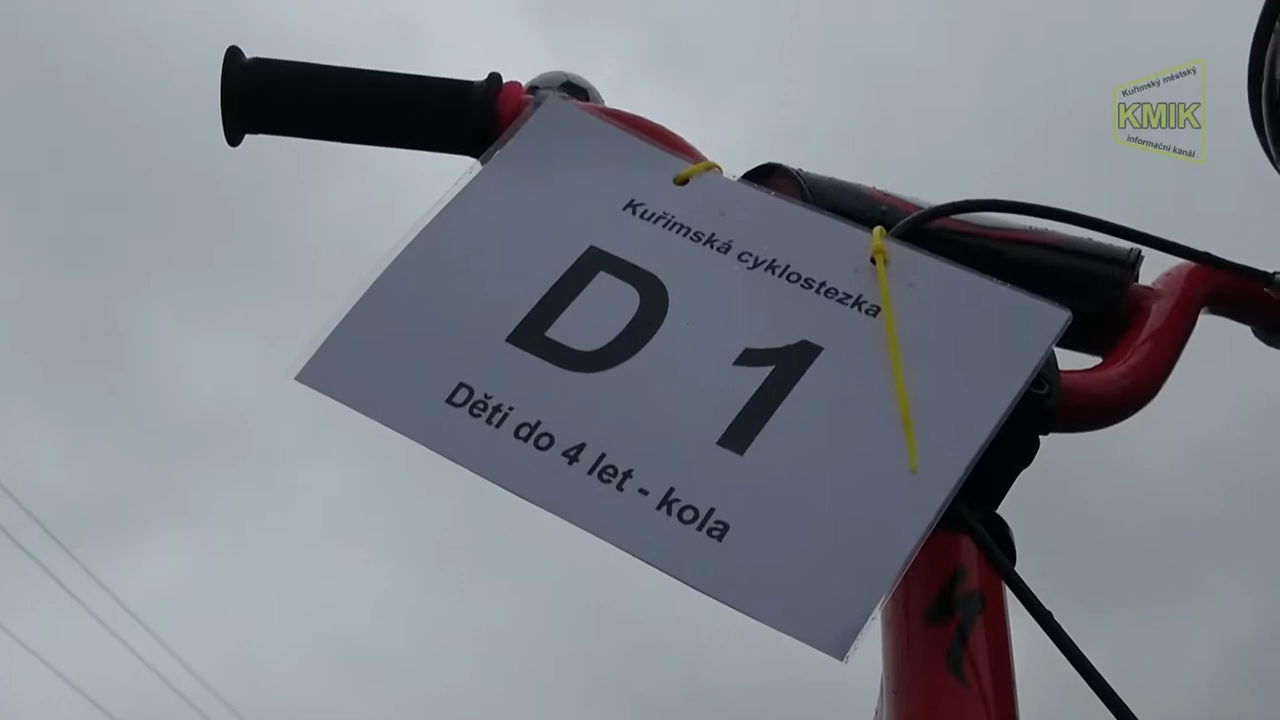 Kuřimský městský
KMIK
informační kanál
Kuřimská cyklostezka
D 1
Děti do 4 let - kola